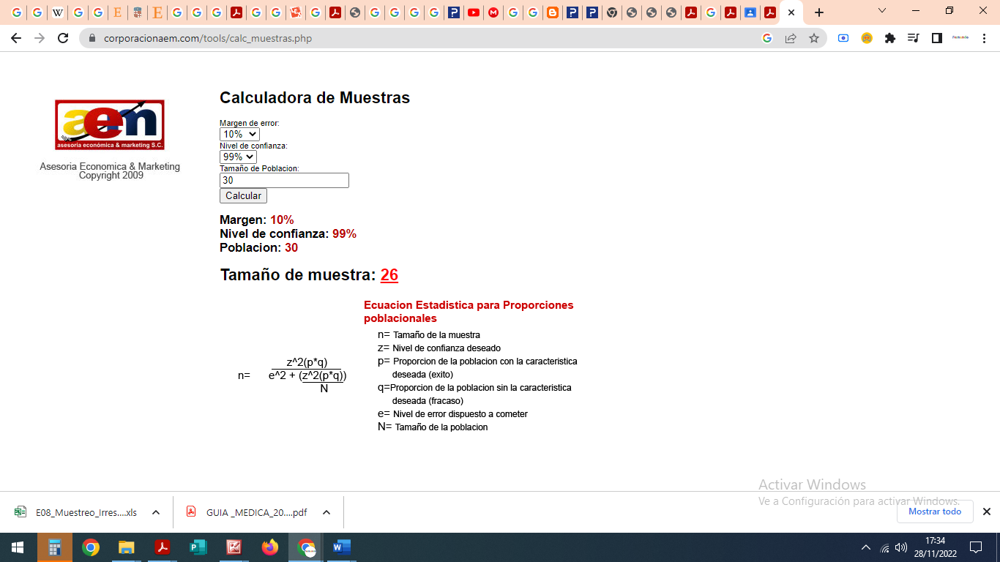 corporacionaem.com/tools/calc_muestras.php
aem
asesoría económica & marketing S.C.
Asesoria Economica & Marketing
Copyright 2009
Calculadora de Muestras
Margen de error:
10%
Nivel de confianza:
99%
Tamaño de Poblacion:
30
Calcular
Margen: 10%
Nivel de confianza: 99%
Poblacion: 30
Tamaño de muestra: 26
Ecuacion Estadistica para Proporciones
poblacionales
n= Tamaño de la muestra
z= Nivel de confianza deseado
p= Proporcion de la poblacion con la caracteristica
deseada (exito)
q=Proporcion de la poblacion sin la caracteristica
deseada (fracaso)
e= Nivel de error dispuesto a cometer
N= Tamaño de la poblacion
z^2(p*q)
n= e^2 + (z^2(p*q))
N
Activar Windows
Ve a Configuración para activar Windows.
E08_Muestreo_Irres....xls
GUIA _MEDICA_20....pdf
Mostrar todo
17:34
28/11/2022